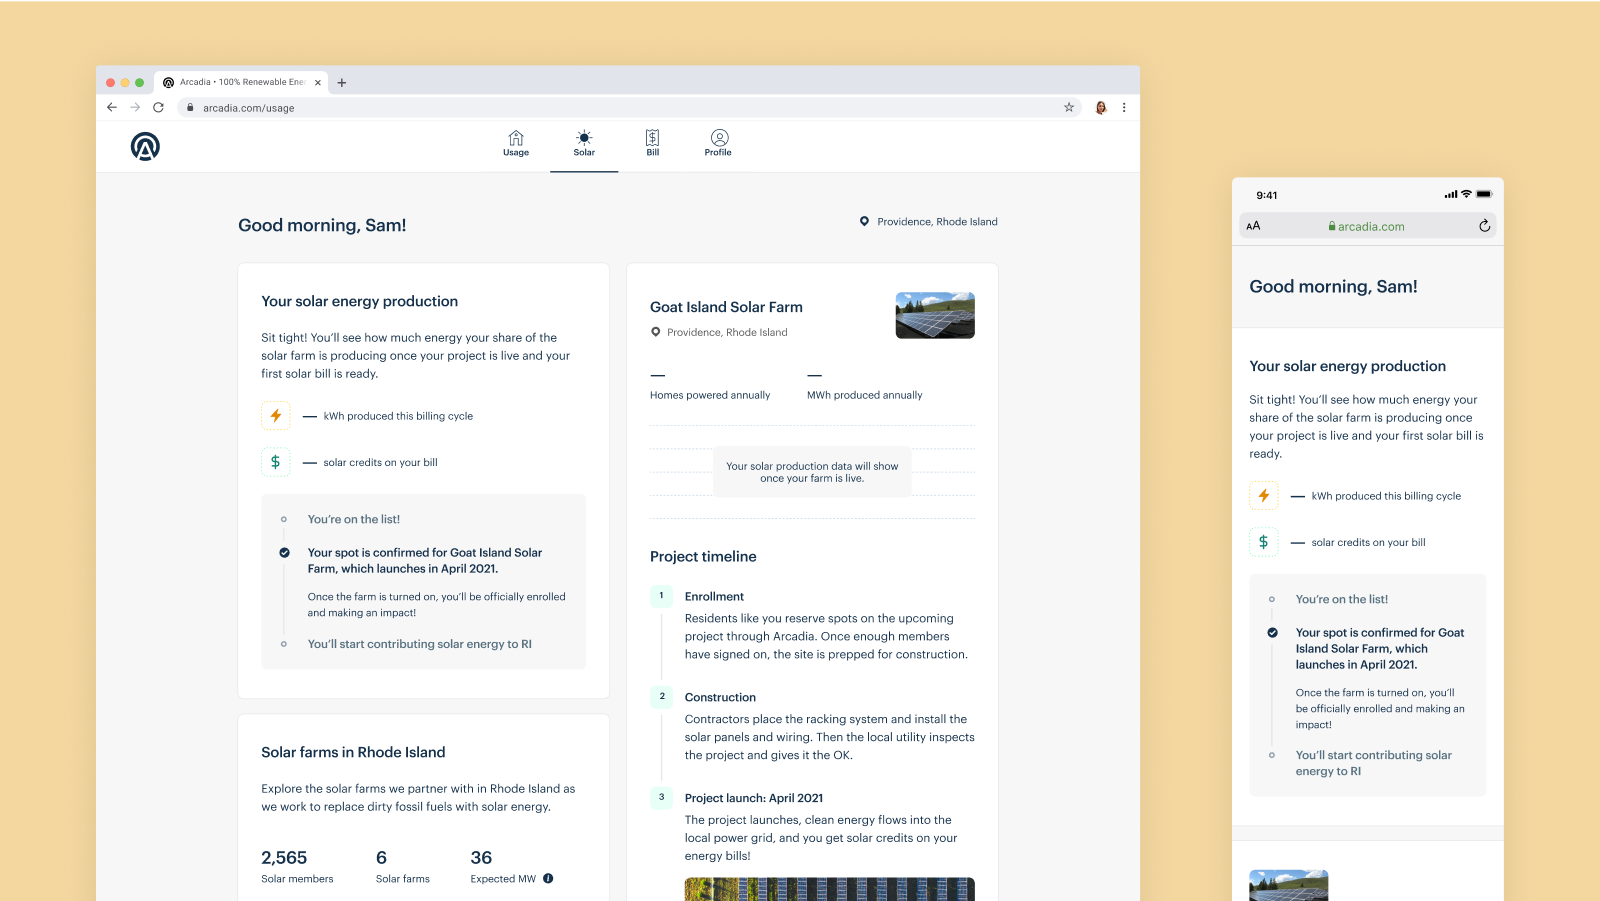 Arcadia • 100% Renewable Ener
arcadia.com/usage
Usage
Solar
Bill
Profile
Good morning, Sam!
Providence, Rhode Island
Your solar energy production
Sit tight! You’ll see how much energy your share of the
solar farm is producing once your project is live and your
first solar bill is ready.
— kWh produced this billing cycle
$ — solar credits on your bill
You’re on the list!
Your spot is confirmed for Goat Island Solar
Farm, which launches in April 2021.
Once the farm is turned on, you’ll be officially enrolled
and making an impact!
You’ll start contributing solar energy to RI
Solar farms in Rhode Island
Explore the solar farms we partner with in Rhode Island as
we work to replace dirty fossil fuels with solar energy.
2,565
Solar members
6
Solar farms
36
Expected MW i
Goat Island Solar Farm
Providence, Rhode Island
—
Homes powered annually
—
MWh produced annually
Your solar production data will show
once your farm is live.
Project timeline
1 Enrollment
Residents like you reserve spots on the upcoming
project through Arcadia. Once enough members
have signed on, the site is prepped for construction.
2 Construction
Contractors place the racking system and install the
solar panels and wiring. Then the local utility inspects
the project and gives it the OK.
3 Project launch: April 2021
The project launches, clean energy flows into the
local power grid, and you get solar credits on your
energy bills!
9:41
AA
arcadia.com
Good morning, Sam!
Your solar energy production
Sit tight! You’ll see how much energy your
share of the solar farm is producing once
your project is live and your first solar bill is
ready.
— kWh produced this billing cycle
$ — solar credits on your bill
You’re on the list!
Your spot is confirmed for Goat
Island Solar Farm, which
launches in April 2021.
Once the farm is turned on, you’ll
be officially enrolled and making an
impact!
You’ll start contributing solar
energy to RI